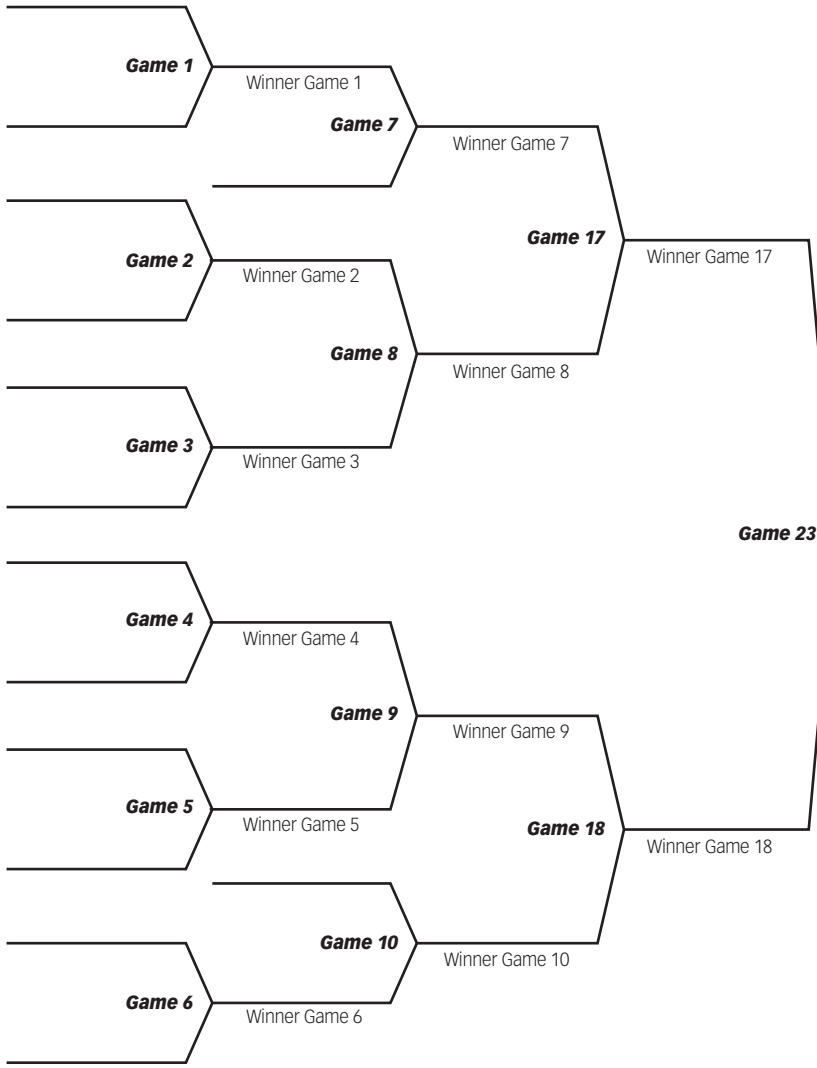 Game 1
Winner Game 1
Game 7
Winner Game 7
Game 2
Winner Game 2
Game 17
Winner Game 17
Game 8
Winner Game 8
Game 3
Winner Game 3
Game 23
Game 4
Winner Game 4
Game 9
Winner Game 9
Game 5
Winner Game 5
Game 18
Winner Game 18
Game 10
Winner Game 10
Game 6
Winner Game 6